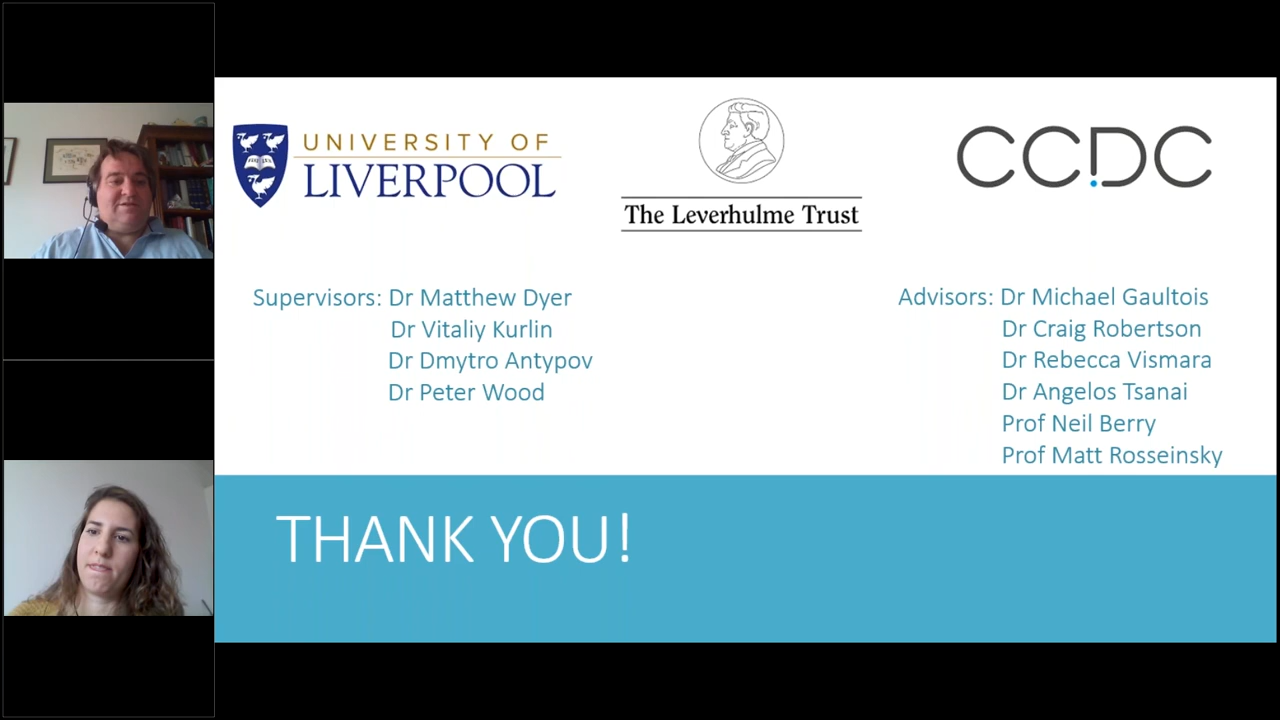 UNIVERSITY OF
LIVERPOOL
The Leverhulme Trust
CCDC
Supervisors: Dr Matthew Dyer
Dr Vitaliy Kurlin
Dr Dmytro Antypov
Dr Peter Wood
Advisors: Dr Michael Gaultois
Dr Craig Robertson
Dr Rebecca Vismara
Dr Angelos Tsanai
Prof Neil Berry
Prof Matt Rosseinsky
THANK YOU!